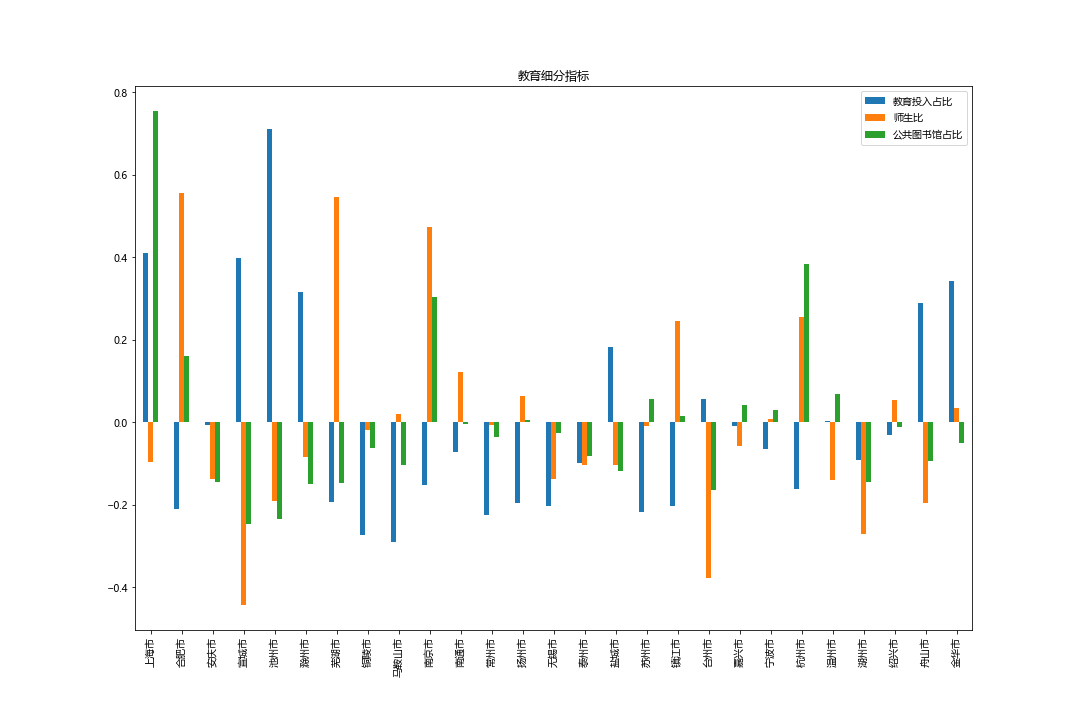 教育细分指标
教育投入占比
师生比
公共图书馆占比
0.8
0.6
0.4
0.2
0.0
−0.2
−0.4
上海市
合肥市
安庆市
宣城市
池州市
滁州市
芜湖市
铜陵市
马鞍山市
南京市
南通市
常州市
扬州市
无锡市
泰州市
盐城市
苏州市
镇江市
台州市
嘉兴市
宁波市
杭州市
温州市
湖州市
绍兴市
舟山市
金华市